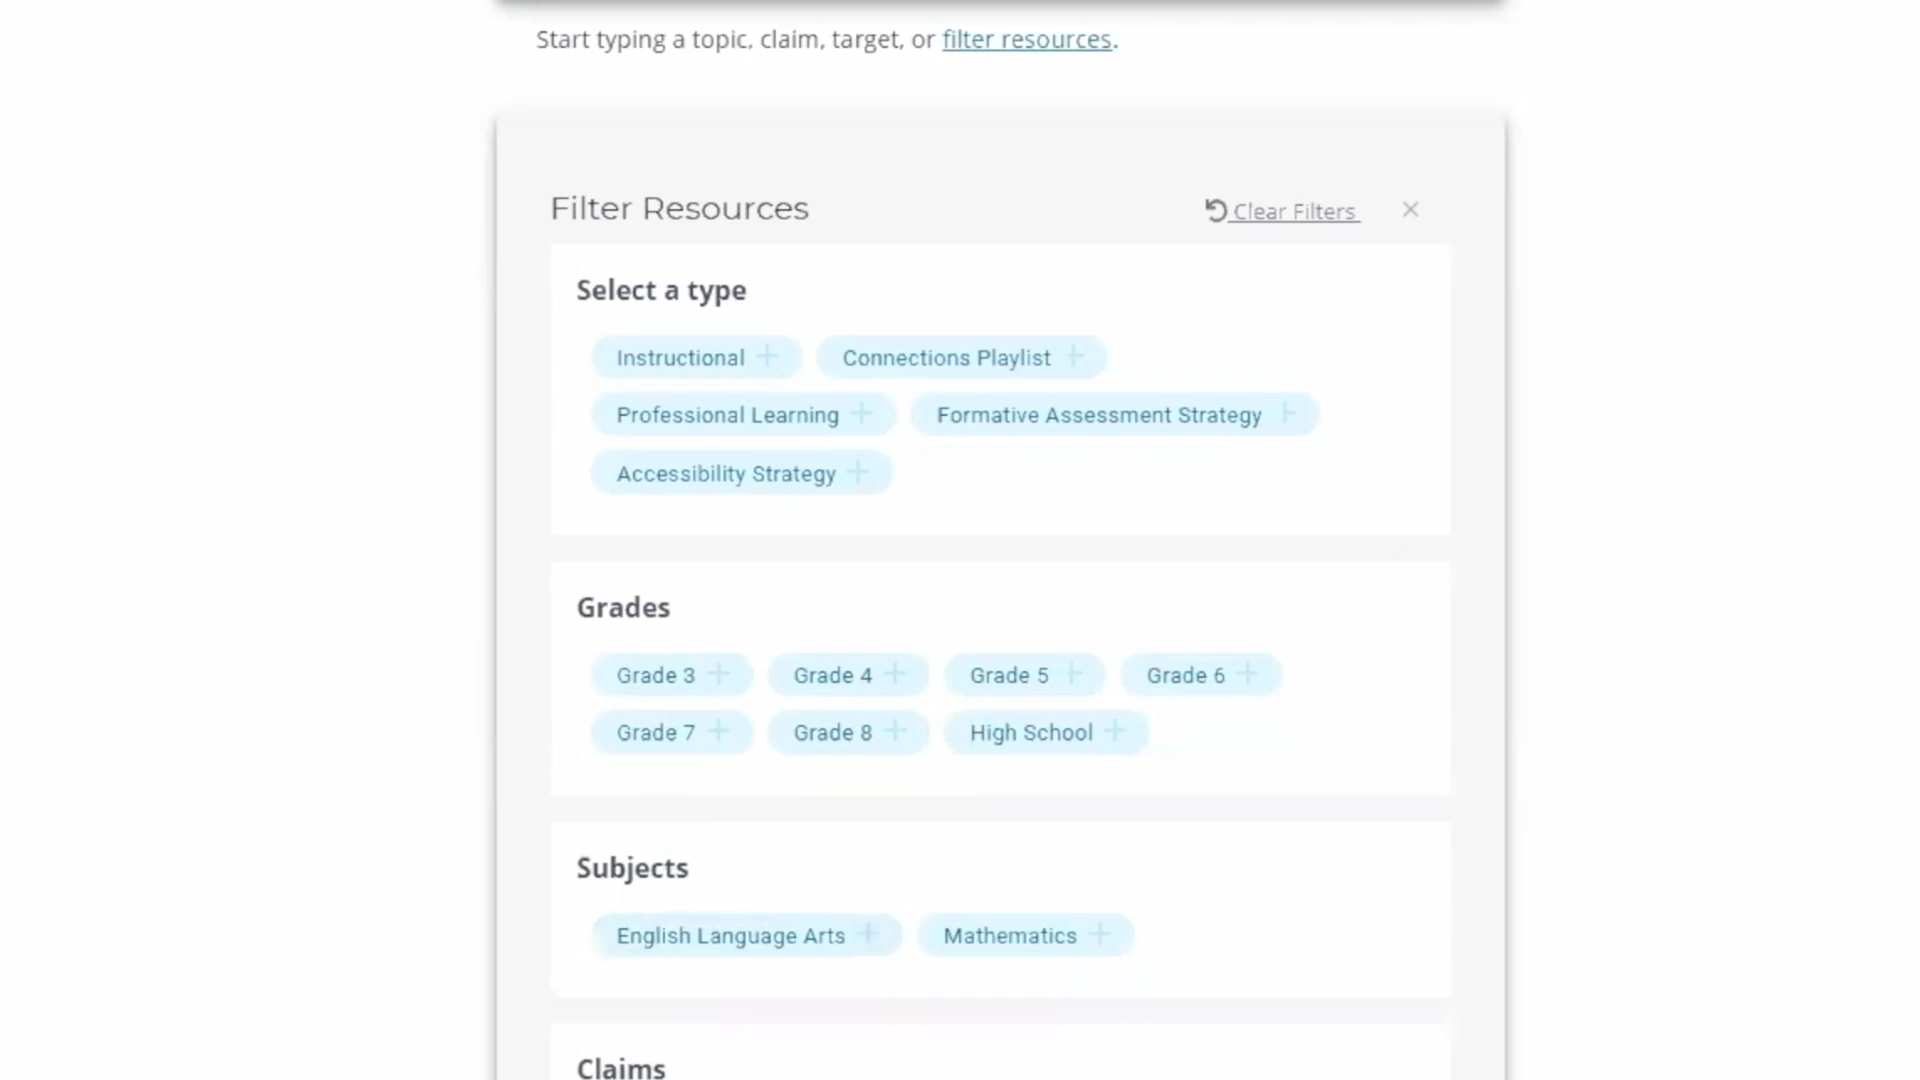 Start typing a topic, claim, target, or filter resources.
Filter Resources
Clear Filters
Select a type
Instructional
Connections Playlist
Professional Learning
Formative Assessment Strategy
Accessibility Strategy
Grades
Grade 3
Grade 4
Grade 5
Grade 6
Grade 7
Grade 8
High School
Subjects
English Language Arts
Mathematics
Claims